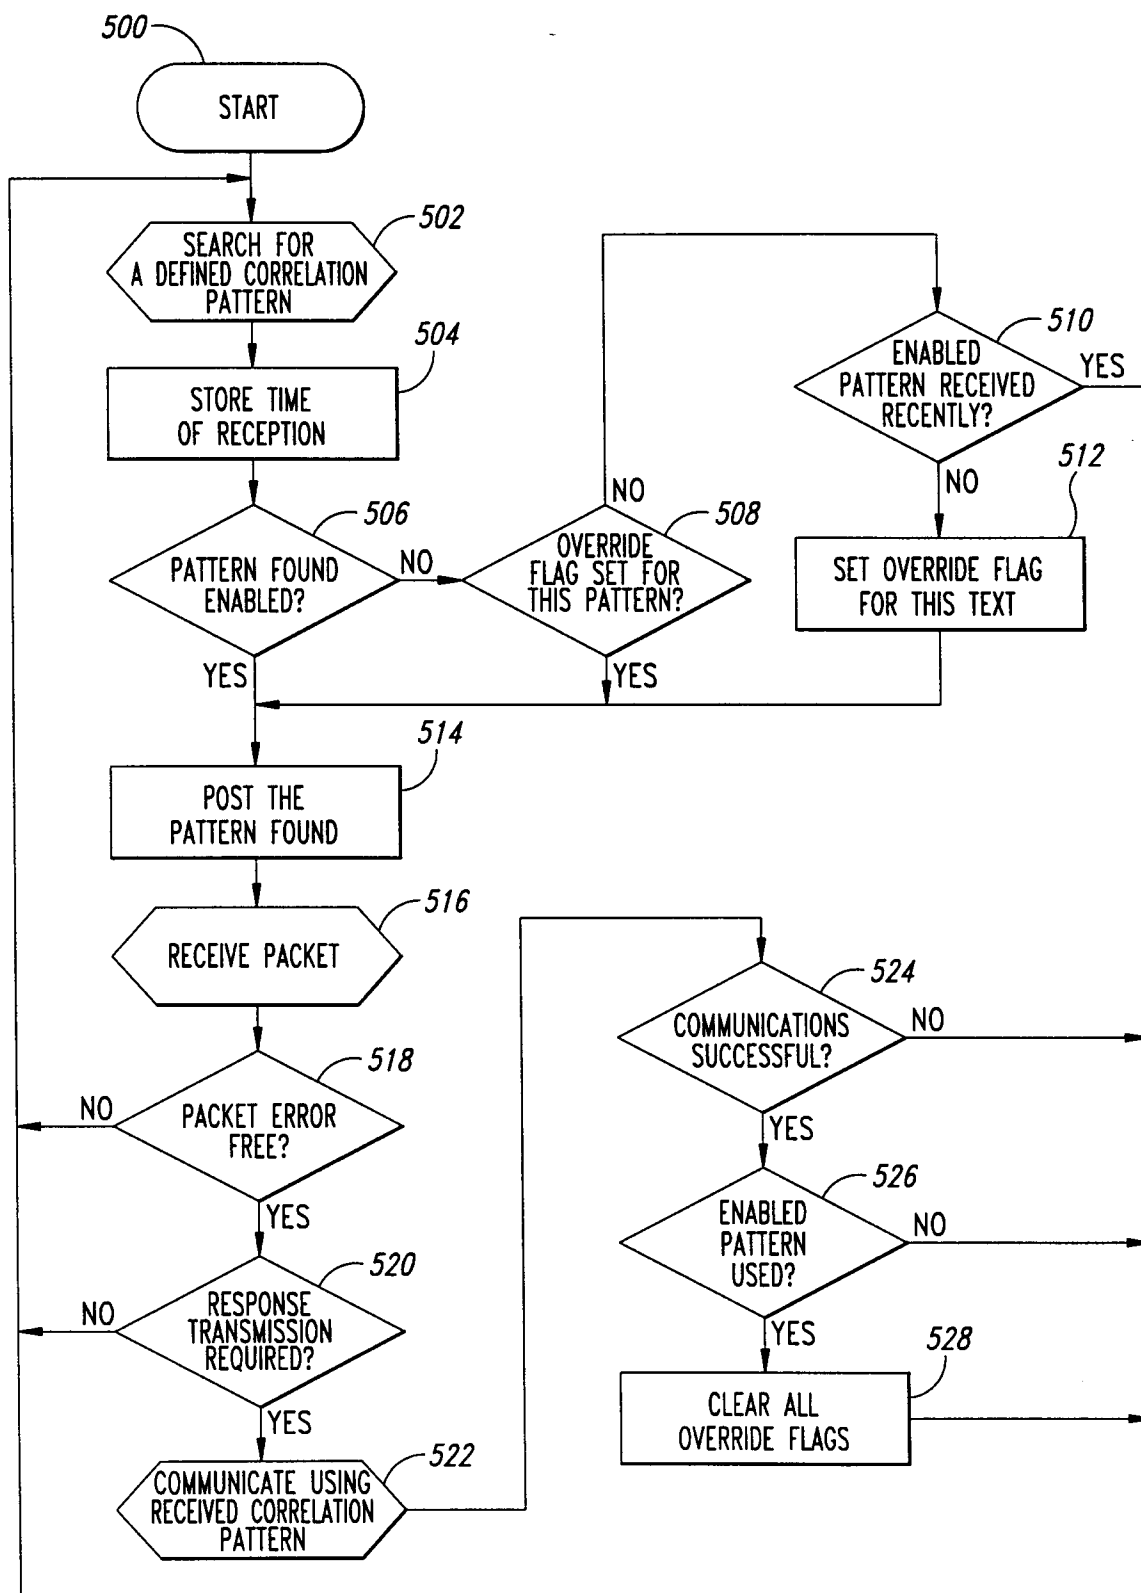 500
START
502
SEARCH FOR
A DEFINED CORRELATION
PATTERN
504
STORE TIME
OF RECEPTION
506
PATTERN FOUND
ENABLED?
NO
YES
508
OVERRIDE
FLAG SET FOR
THIS PATTERN?
NO
YES
510
ENABLED
PATTERN RECEIVED
RECENTLY?
YES
NO
512
SET OVERRIDE FLAG
FOR THIS TEXT
514
POST THE
PATTERN FOUND
516
RECEIVE PACKET
518
PACKET ERROR
FREE?
NO
YES
520
RESPONSE
TRANSMISSION
REQUIRED?
NO
YES
522
COMMUNICATE USING
RECEIVED CORRELATION
PATTERN
524
COMMUNICATIONS
SUCCESSFUL?
NO
YES
526
ENABLED
PATTERN
USED?
NO
YES
528
CLEAR ALL
OVERRIDE FLAGS